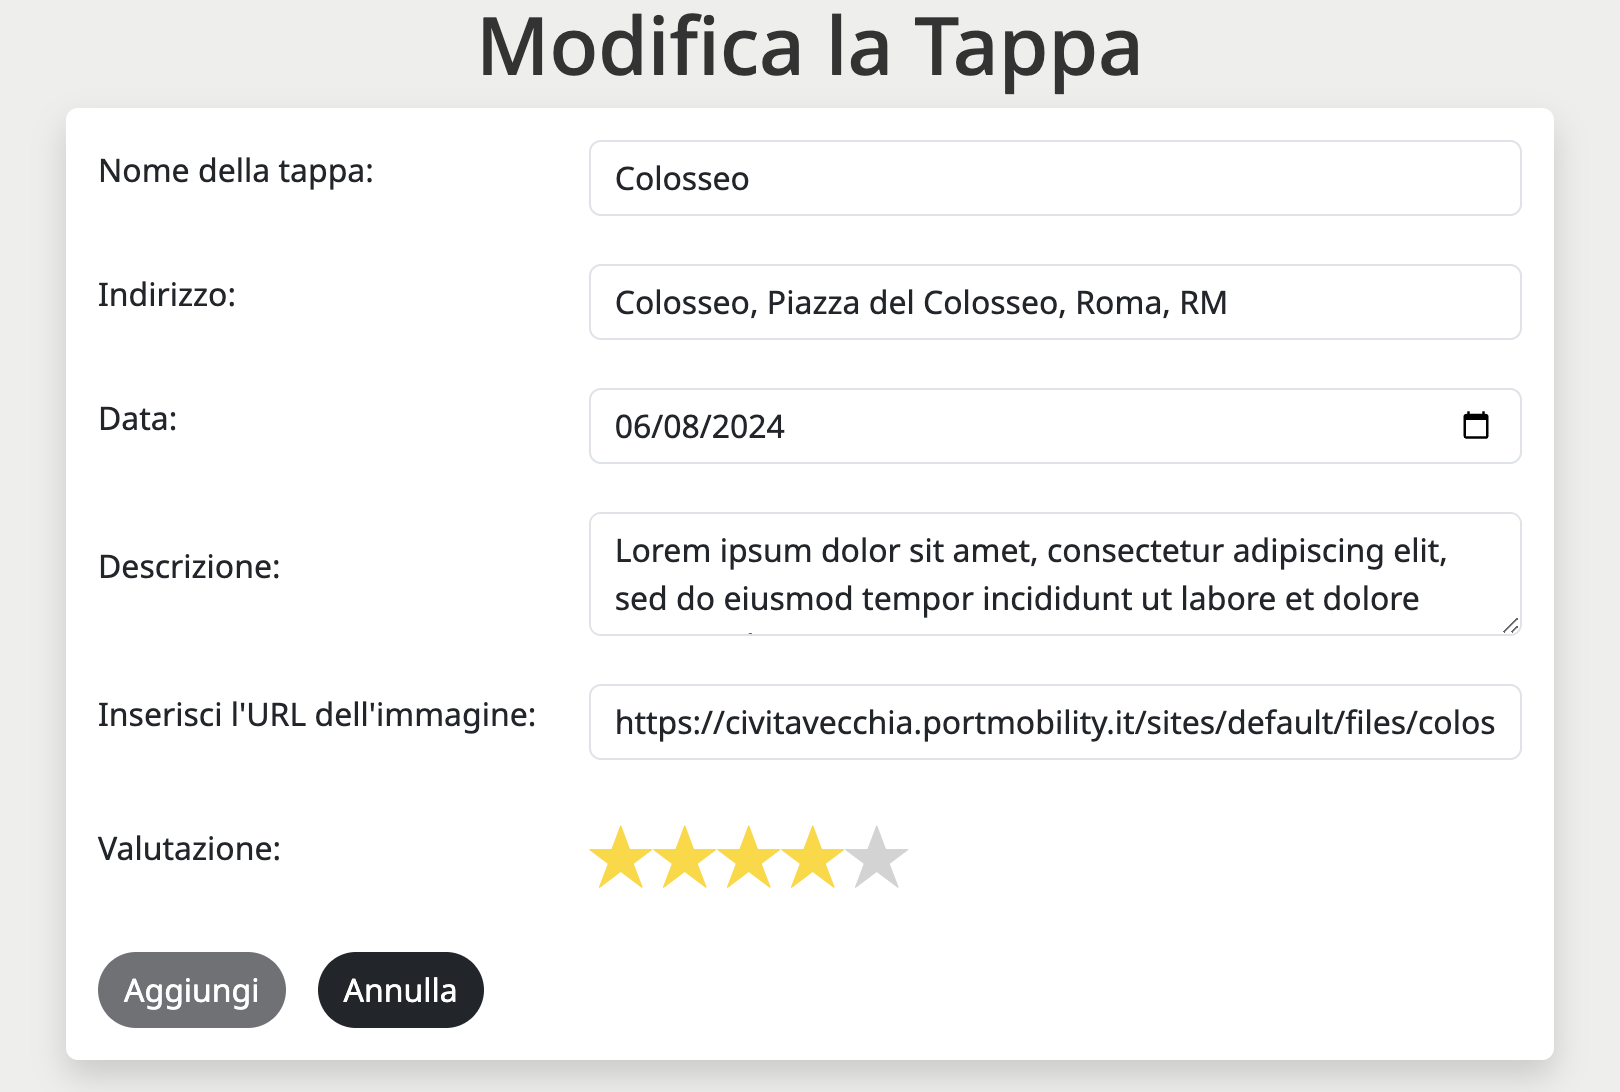 Modifica la Tappa
Nome della tappa:
Colosseo
Indirizzo:
Colosseo, Piazza del Colosseo, Roma, RM
Data:
06/08/2024
Descrizione:
Lorem ipsum dolor sit amet, consectetur adipiscing elit,
sed do eiusmod tempor incididunt ut labore et dolore
Inserisci l'URL dell'immagine:
https://civitavecchia.portmobility.it/sites/default/files/colos
Valutazione:
Aggiungi
Annulla